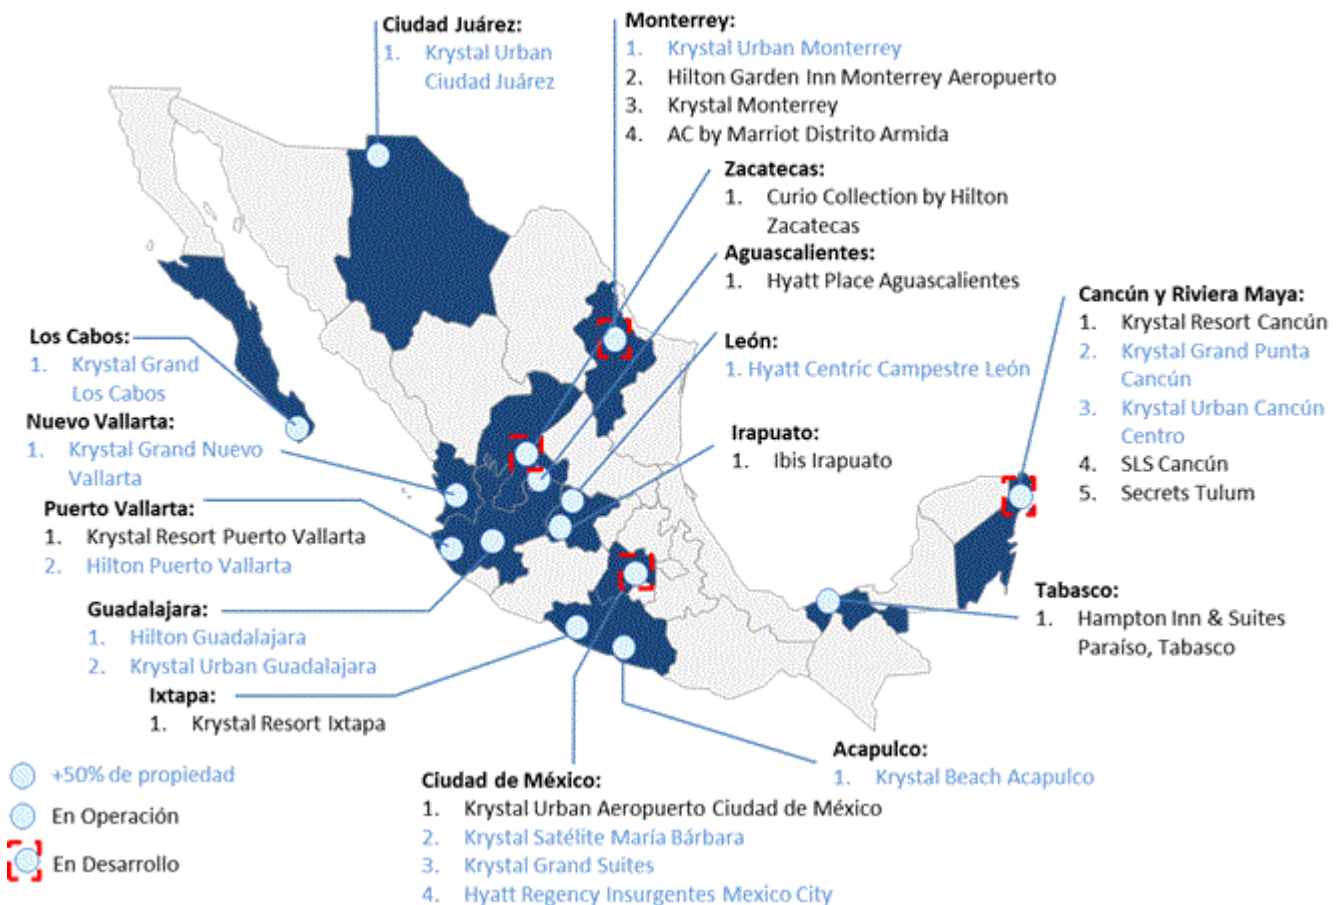 Ciudad Juárez:
1. Krystal Urban
Ciudad Juárez
Monterrey:
1. Krystal Urban Monterrey
2. Hilton Garden Inn Monterrey Aeropuerto
3. Krystal Monterrey
4. AC by Marriot Distrito Armida
Zacatecas:
1. Curio Collection by Hilton
Zacatecas
Aguascalientes:
1. Hyatt Place Aguascalientes
Cancún y Riviera Maya:
1. Krystal Resort Cancún
2. Krystal Grand Punta
Cancún
3. Krystal Urban Cancún
Centro
4. SLS Cancún
5. Secrets Tulum
Los Cabos:
1. Krystal Grand
Los Cabos
León:
1. Hyatt Centric Campestre León
Nuevo Vallarta:
1. Krystal Grand Nuevo
Vallarta
Irapuato:
1. Ibis Irapuato
Puerto Vallarta:
1. Krystal Resort Puerto Vallarta
2. Hilton Puerto Vallarta
Tabasco:
1. Hampton Inn & Suites
Paraíso, Tabasco
Guadalajara:
1. Hilton Guadalajara
2. Krystal Urban Guadalajara
Ixtapa:
1. Krystal Resort Ixtapa
Acapulco:
1. Krystal Beach Acapulco
Ciudad de México:
1. Krystal Urban Aeropuerto Ciudad de México
2. Krystal Satélite María Bárbara
3. Krystal Grand Suites
4. Hyatt Regency Insurgentes Mexico City
+50% de propiedad
En Operación
En Desarrollo